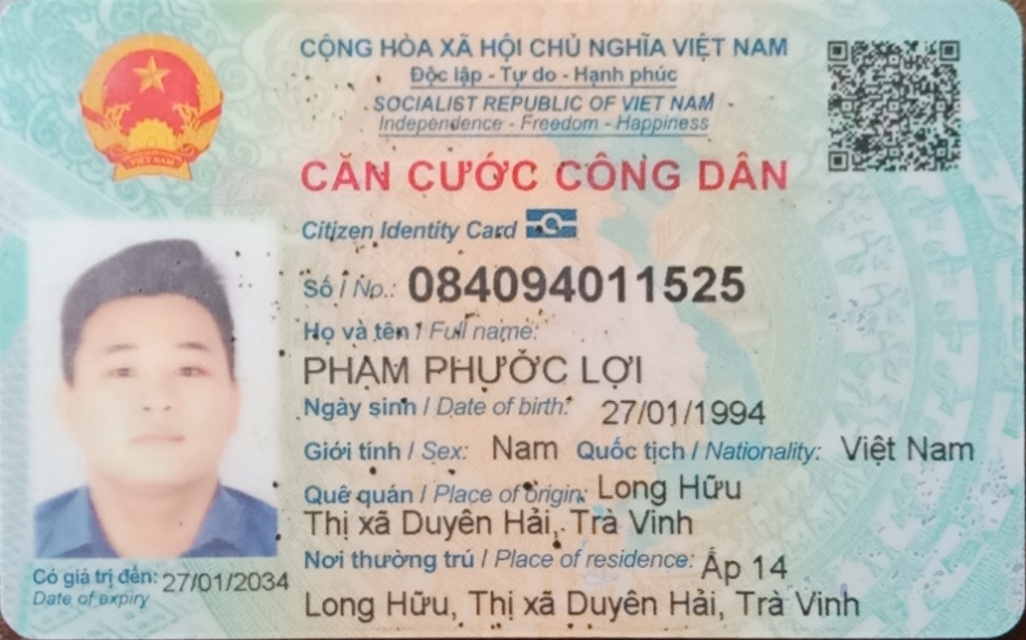 CỘNG HÒA XÃ HỘI CHỦ NGHĨA VIỆT NAM
Độc lập - Tự do - Hạnh phúc
SOCIALIST REPUBLIC OF VIET NAM
Independence - Freedom - Happiness
CĂN CƯỚC CÔNG DÂN
Citizen Identity Card
Số / No.: 084094011525
Họ và tên / Full name:
PHẠM PHƯỚC LỢI
Ngày sinh / Date of birth: 27/01/1994
Giới tính / Sex: Nam Quốc tịch / Nationality: Việt Nam
Quê quán / Place of origin: Long Hữu
Thị xã Duyên Hải, Trà Vinh
Nơi thường trú / Place of residence: Ấp 14
Long Hữu, Thị xã Duyên Hải, Trà Vinh
Có giá trị đến: 27/01/2034
Date of expiry
VIỆT NAM